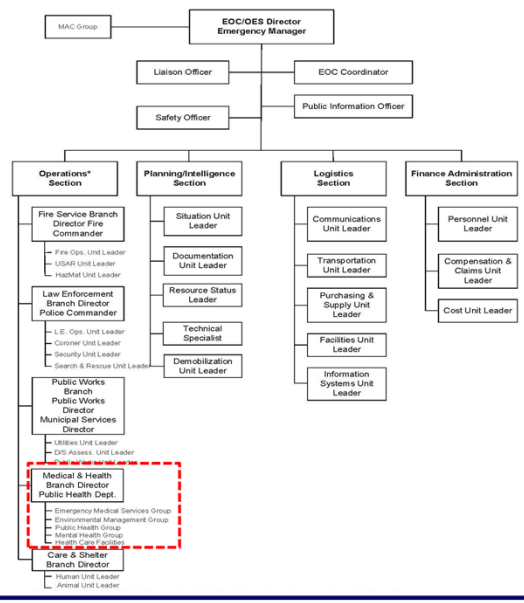 MAC Group
EOC/OES Director
Emergency Manager
Liaison Officer
EOC Coordinator
Safety Officer
Public Information Officer
Operations*
Section
Fire Service Branch
Director Fire
Commander
Fire Ops. Unit Leader
USAR Unit Leader
HazMat Unit Leader
Law Enforcement
Branch Director
Police Commander
L.E. Ops. Unit Leader
Coroner Unit Leader
Security Unit Leader
Search & Rescue Unit Leader
Public Works
Branch
Public Works
Director
Municipal Services
Director
Utilities Unit Leader
D/S Assess. Unit Leader
Public Works Unit Leader
Medical & Health
Branch Director
Public Health Dept.
Emergency Medical Services Group
Environmental Management Group
Public Health Group
Mental Health Group
Health Care Facilities
Care & Shelter
Branch Director
Human Unit Leader
Animal Unit Leader
Planning/Intelligence
Section
Situation Unit
Leader
Documentation
Unit Leader
Resource Status
Leader
Technical
Specialist
Demobilization
Unit Leader
Logistics
Section
Communications
Unit Leader
Transportation
Unit Leader
Purchasing &
Supply Unit
Leader
Facilities Unit
Leader
Information
Systems Unit
Leader
Finance Administration
Section
Personnel Unit
Leader
Compensation &
Claims Unit
Leader
Cost Unit Leader